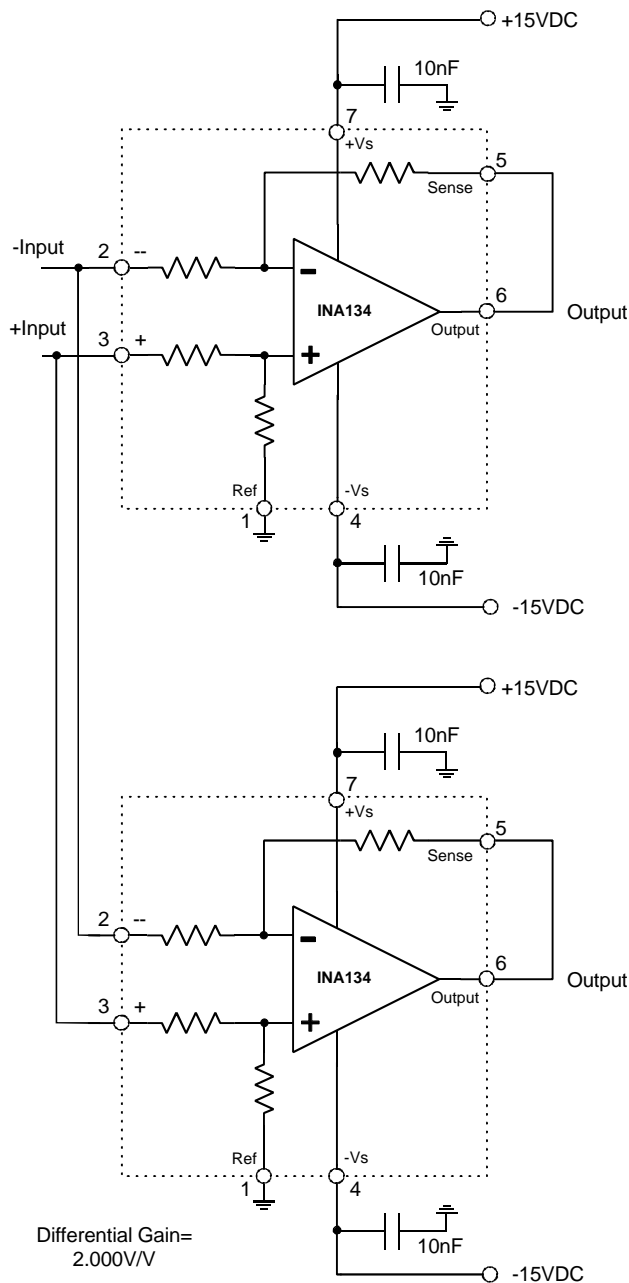 +15VDC
10nF
7
+Vs
5
Sense
-Input
2
--
-
INA134
6
Output
Output
+Input
3
+
+
Ref
1
-Vs
4
10nF
-15VDC
+15VDC
10nF
7
+Vs
5
Sense
2
--
-
INA134
6
Output
Output
3
+
+
Ref
1
-Vs
4
10nF
Differential Gain=
2.000V/V
-15VDC